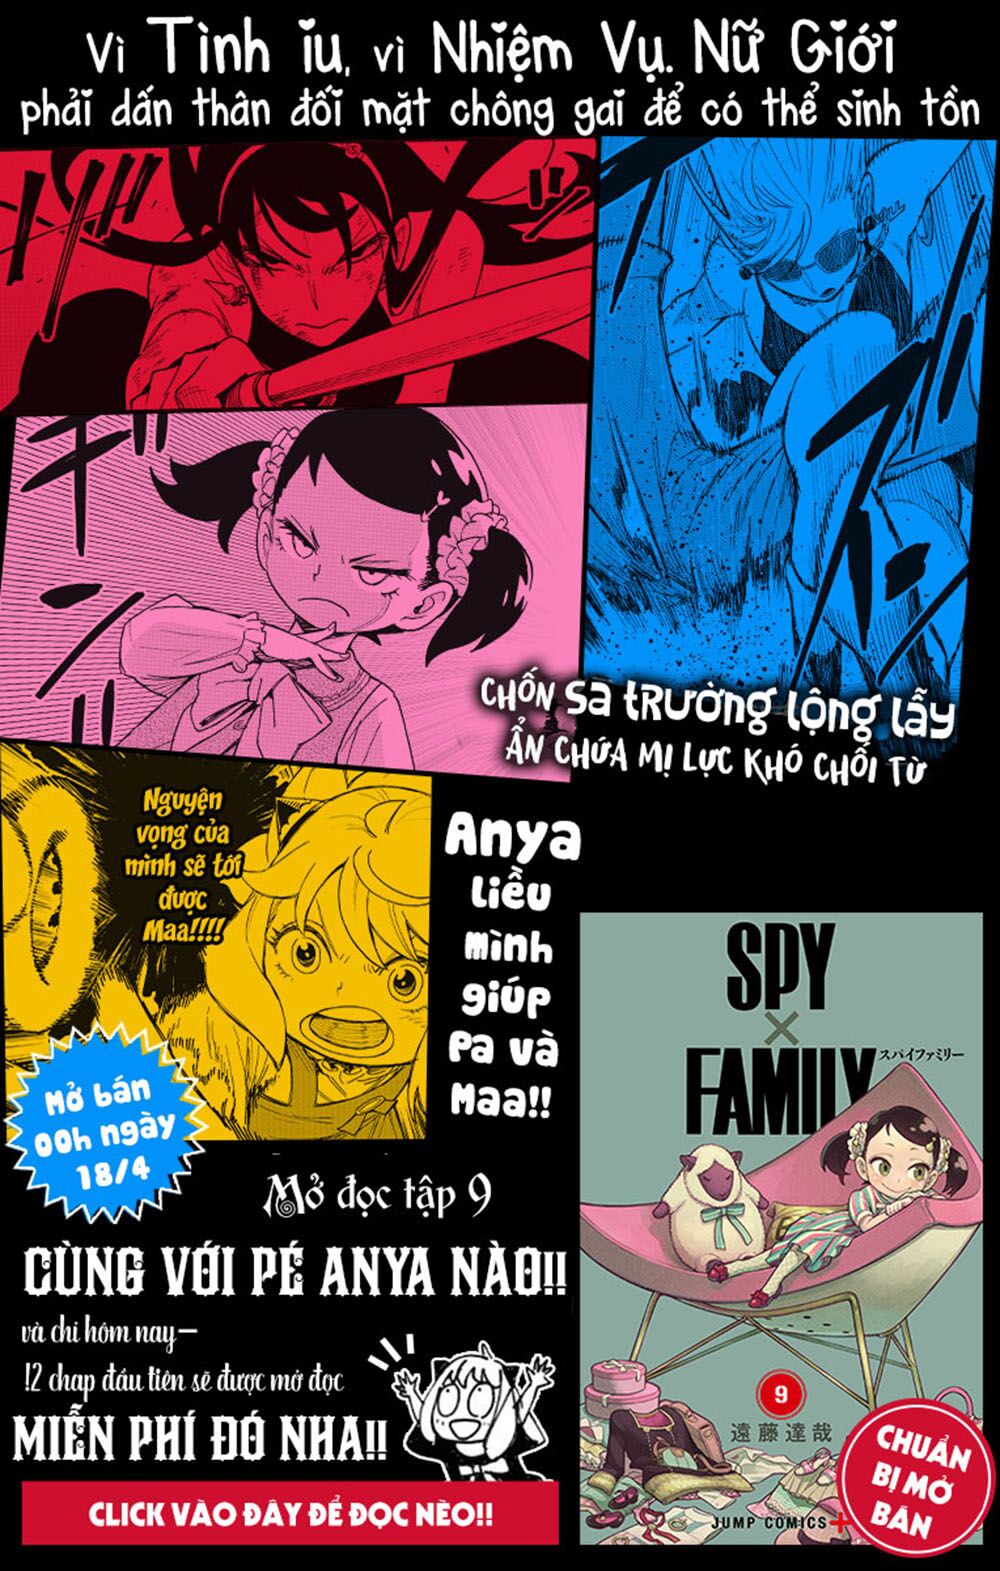 Vì Tình iu, vì Nhiệm Vụ. Nữ Giới
phải dấn thân đối mặt chông gai để có thể sinh tồn
CHỐN Sa trường lộng lẫy
ẨN CHỨA MỊ LỰC KHÓ CHỐI TỪ
Nguyện
vọng của
mình sẽ tới
được
Maa!!!!
Anya
liều
mình
giúp
Pa và
Maa!!
Mở bán
00h ngày
18/4
SPY
×
FAMILY
スパイファミリー
Mở đọc tập 9
CÙNG VỚI PÉ ANYA NÀO!!
và chỉ hôm nay—
12 chap đầu tiên sẽ được mở đọc
MIỄN PHÍ ĐÓ NHA!!
CLICK VÀO ĐÂY ĐỂ ĐỌC NÈO!!
9
遠藤達哉
JUMP COMICS+
CHUẨN
BỊ MỞ
BÁN